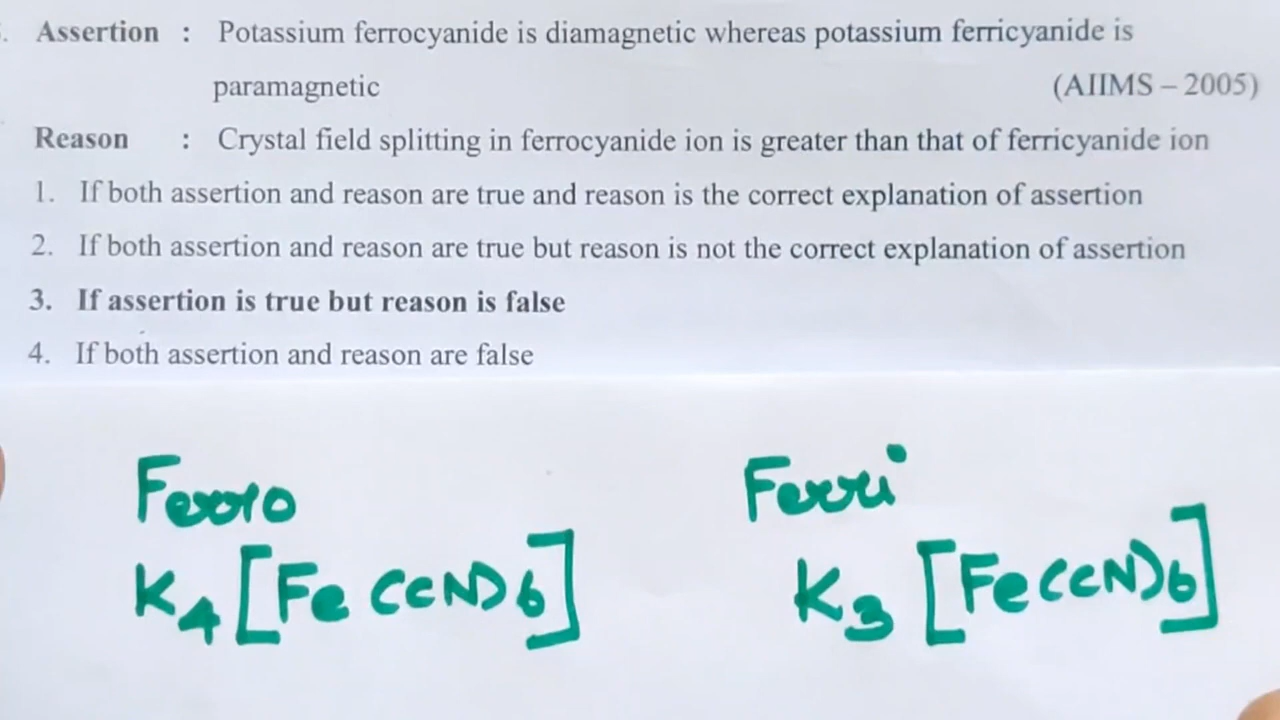 Assertion : Potassium ferrocyanide is diamagnetic whereas potassium ferricyanide is
paramagnetic (AIIMS – 2005)
Reason : Crystal field splitting in ferrocyanide ion is greater than that of ferricyanide ion
1. If both assertion and reason are true and reason is the correct explanation of assertion
2. If both assertion and reason are true but reason is not the correct explanation of assertion
3. If assertion is true but reason is false
4. If both assertion and reason are false
Ferro Ferri
K4[Fe(CN)6] K3[Fe(CN)6]